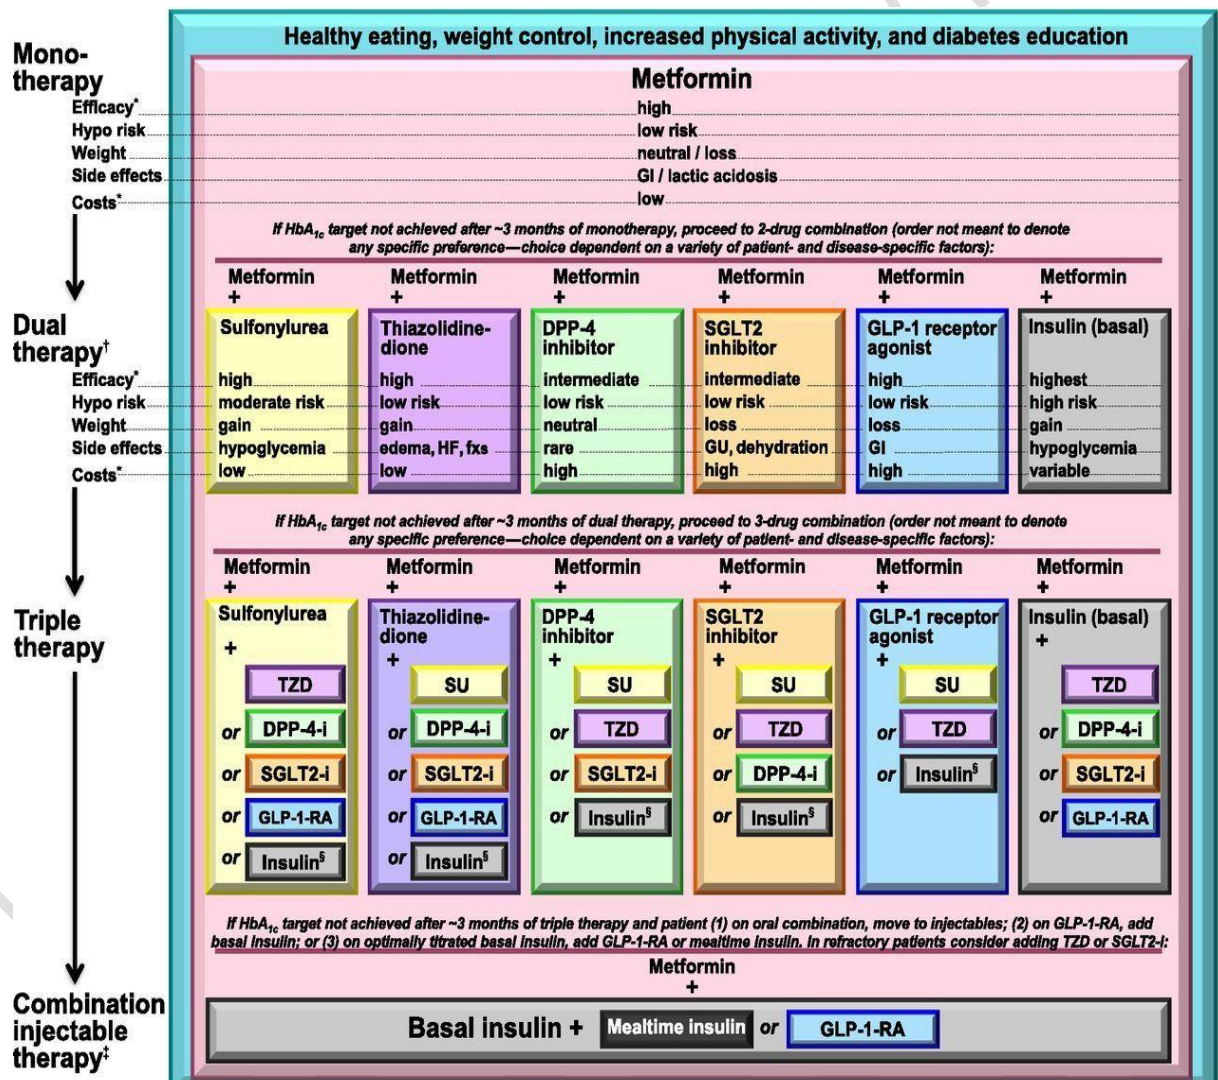 Healthy eating, weight control, increased physical activity, and diabetes education
Mono-
therapy
Metformin
Efficacy* high
Hypo risk low risk
Weight neutral / loss
Side effects GI / lactic acidosis
Costs* low
If HbA1c target not achieved after ~3 months of monotherapy, proceed to 2-drug combination (order not meant to denote
any specific preference—choice dependent on a variety of patient- and disease-specific factors):
Metformin Metformin Metformin Metformin Metformin Metformin
+ + + + + +
Dual
therapy†
Sulfonylurea Thiazolidine- DPP-4 SGLT2 GLP-1 receptor Insulin (basal)
dione inhibitor inhibitor agonist
Efficacy* high high intermediate intermediate high highest
Hypo risk moderate risk low risk low risk low risk low risk high risk
Weight gain gain neutral loss loss gain
Side effects hypoglycemia edema, HF, fxs rare GU, dehydration GI hypoglycemia
Costs* low low high high high variable
If HbA1c target not achieved after ~3 months of dual therapy, proceed to 3-drug combination (order not meant to denote
any specific preference—choice dependent on a variety of patient- and disease-specific factors):
Metformin Metformin Metformin Metformin Metformin Metformin
+ + + + + +
Triple
therapy
Sulfonylurea Thiazolidine- DPP-4 SGLT2 GLP-1 receptor Insulin (basal)
dione inhibitor inhibitor agonist
+ + + + + +
TZD SU SU SU SU TZD
or DPP-4-i or DPP-4-i or TZD or TZD or TZD or DPP-4-i
or SGLT2-i or SGLT2-i or SGLT2-i or DPP-4-i or Insulin§ or SGLT2-i
or GLP-1-RA or GLP-1-RA or Insulin§ or Insulin§ or GLP-1-RA
or Insulin§ or Insulin§
If HbA1c target not achieved after ~3 months of triple therapy and patient (1) on oral combination, move to injectables; (2) on GLP-1-RA, add
basal insulin; or (3) on optimally titrated basal insulin, add GLP-1-RA or mealtime insulin. In refractory patients consider adding TZD or SGLT2-i:
Metformin
+
Combination
injectable
therapy‡
Basal insulin + Mealtime insulin or GLP-1-RA